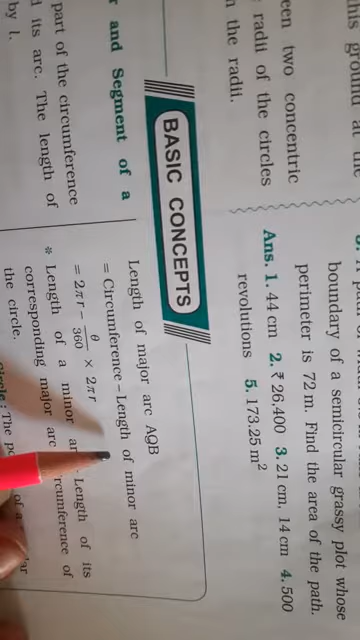 this ground at the
een two concentric
radii of the circles
n the radii.
boundary of a semicircular grassy plot whose
perimeter is 72 m. Find the area of the path.
Ans. 1. 44 cm 2. ₹ 26,400 3. 21 cm, 14 cm 4. 500
revolutions 5. 173.25 m²
BASIC CONCEPTS
r and Segment of a
part of the circumference
d its arc. The length of
by l.
Length of major arc AQB
= Circumference – Length of minor arc
= 2πr – θ/360 × 2πr
* Length of a minor ar Length of its
corresponding major arc rcumference of
the circle.
Circle : The
of a